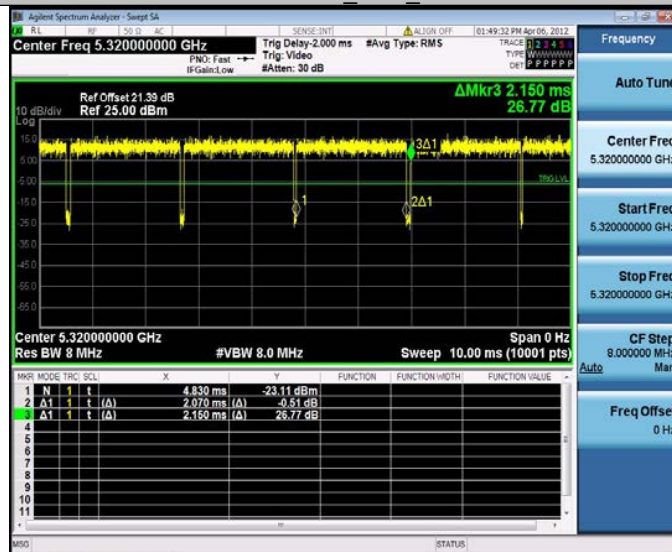 Agilent Spectrum Analyzer - Swept SA
RL RF 50 Ω AC SENSE:INT ALIGN OFF 01:49:32 PM Apr 06, 2012
Center Freq 5.320000000 GHz
PNO: Fast
IFGain:Low
Trig Delay-2.000 ms
Trig: Video
#Atten: 30 dB
#Avg Type: RMS
TRACE 1 2 3 4 5 6
TYPE WWWWWW
DET P P P P P P
Ref Offset 21.39 dB
10 dB/div Ref 25.00 dBm
Log
ΔMkr3 2.150 ms
26.77 dB
15.0
5.00
-5.00
-15.0
-25.0
-35.0
-45.0
-55.0
-65.0
3Δ1
TRIG LVL
1
2Δ1
Center 5.320000000 GHz Span 0 Hz
Res BW 8 MHz #VBW 8.0 MHz Sweep 10.00 ms (10001 pts)
MKR MODE TRC SCL X Y FUNCTION FUNCTION WIDTH FUNCTION VALUE
1 N 1 t 4.830 ms -23.11 dBm
2 Δ1 1 t (Δ) 2.070 ms (Δ) -0.51 dB
3 Δ1 1 t (Δ) 2.150 ms (Δ) 26.77 dB
4
5
6
7
8
9
10
11
MSG STATUS
Frequency
Auto Tune
Center Freq
5.320000000 GHz
Start Freq
5.320000000 GHz
Stop Freq
5.320000000 GHz
CF Step
8.000000 MHz
Auto Man
Freq Offset
0 Hz